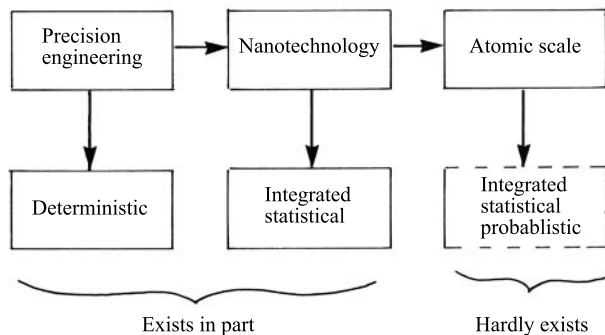 Precision
engineering
Nanotechnology
Atomic scale
Deterministic
Integrated
statistical
Integrated
statistical
probablistic
Exists in part
Hardly exists